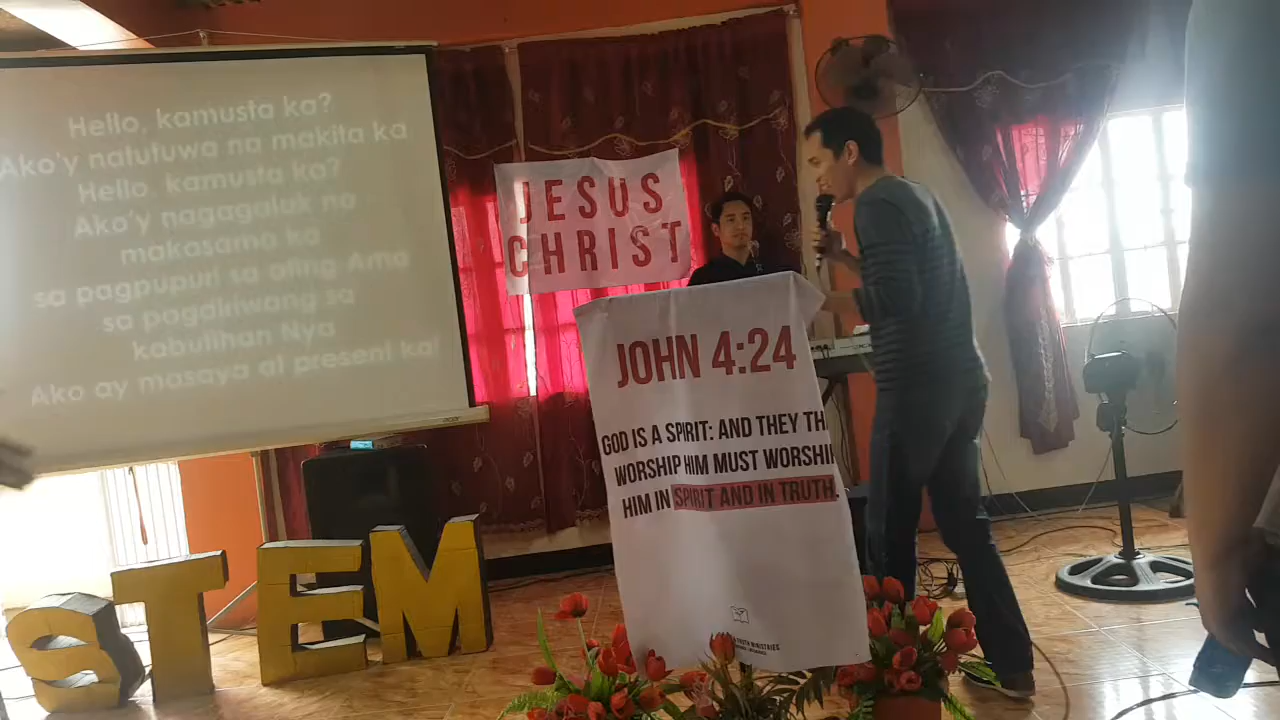 Hello, kamusta ka?
Ako'y natutuwa na makita ka
Hello, kamusta ka?
Ako'y nagagalak na
makasama ka
sa pagpupuri sa ating Ama
sa pagdiriwang sa
kabutihan Nya
Ako ay masaya at present ka!
JESUS
CHRIST
JOHN 4:24
GOD IS A SPIRIT: AND THEY TH
WORSHIP HIM MUST WORSHI
HIM IN SPIRIT AND IN TRUTH.
TRUTH MINISTRIES
STEM